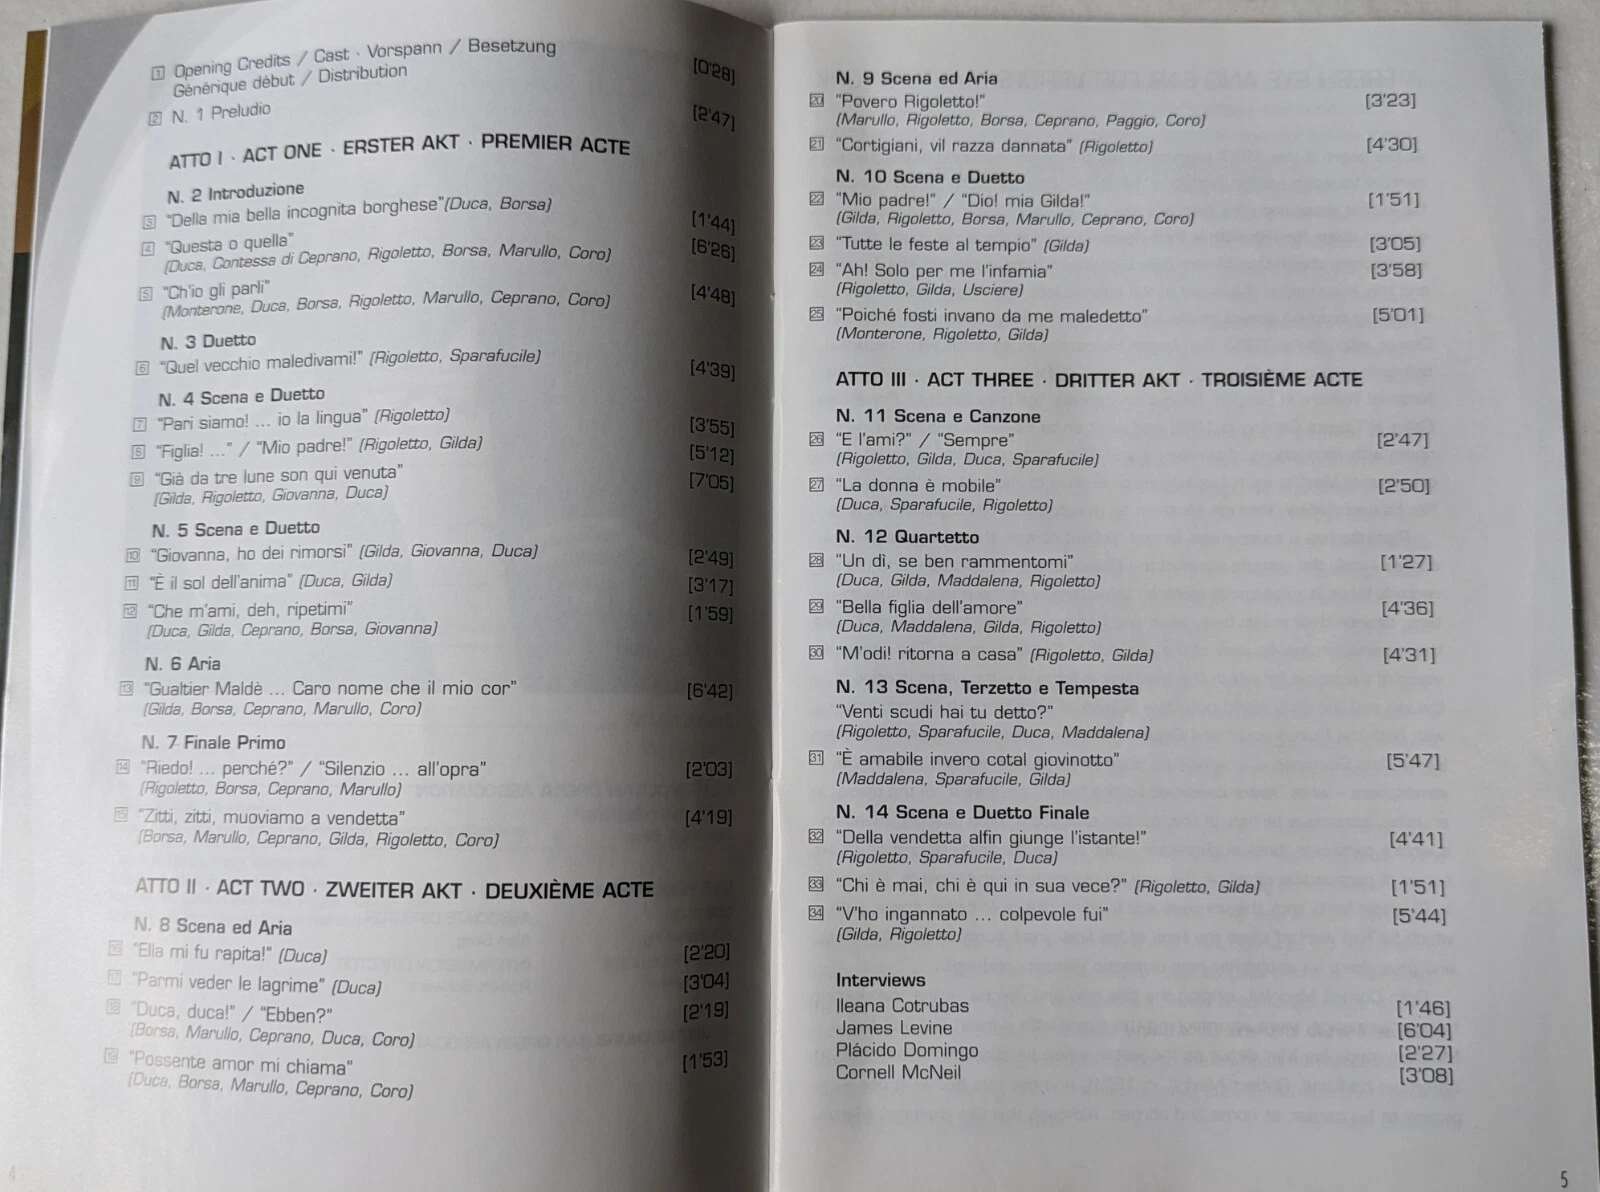 1 Opening Credits / Cast · Vorspann / Besetzung [0'28]
Générique début / Distribution
2 N. 1 Preludio [2'47]
ATTO I · ACT ONE · ERSTER AKT · PREMIER ACTE
N. 2 Introduzione
3 "Della mia bella incognita borghese"(Duca, Borsa) [1'44]
4 "Questa o quella" [6'26]
(Duca, Contessa di Ceprano, Rigoletto, Borsa, Marullo, Coro)
5 "Ch'io gli parli" [4'48]
(Monterone, Duca, Borsa, Rigoletto, Marullo, Ceprano, Coro)
N. 3 Duetto
6 "Quel vecchio maledivami!" (Rigoletto, Sparafucile) [4'39]
N. 4 Scena e Duetto
7 "Pari siamo! ... io la lingua" (Rigoletto) [3'55]
8 "Figlia! ..." / "Mio padre!" (Rigoletto, Gilda) [5'12]
9 "Già da tre lune son qui venuta" [7'05]
(Gilda, Rigoletto, Giovanna, Duca)
N. 5 Scena e Duetto
10 "Giovanna, ho dei rimorsi" (Gilda, Giovanna, Duca) [2'49]
11 "È il sol dell'anima" (Duca, Gilda) [3'17]
12 "Che m'ami, deh, ripetimi" [1'59]
(Duca, Gilda, Ceprano, Borsa, Giovanna)
N. 6 Aria
13 "Gualtier Maldè ... Caro nome che il mio cor" [6'42]
(Gilda, Borsa, Ceprano, Marullo, Coro)
N. 7 Finale Primo
14 "Riedo! ... perché?" / "Silenzio ... all'opra" [2'03]
(Rigoletto, Borsa, Ceprano, Marullo)
15 "Zitti, zitti, muoviamo a vendetta" [4'19]
(Borsa, Marullo, Ceprano, Gilda, Rigoletto, Coro)
ATTO II · ACT TWO · ZWEITER AKT · DEUXIÈME ACTE
N. 8 Scena ed Aria
16 "Ella mi fu rapita!" (Duca) [2'20]
17 "Parmi veder le lagrime" (Duca) [3'04]
18 "Duca, duca!" / "Ebben?" [2'19]
(Borsa, Marullo, Ceprano, Duca, Coro)
19 "Possente amor mi chiama" [1'53]
(Duca, Borsa, Marullo, Ceprano, Coro)
4
N. 9 Scena ed Aria
20 "Povero Rigoletto!" [3'23]
(Marullo, Rigoletto, Borsa, Ceprano, Paggio, Coro)
21 "Cortigiani, vil razza dannata" (Rigoletto) [4'30]
N. 10 Scena e Duetto
22 "Mio padre!" / "Dio! mia Gilda!" [1'51]
(Gilda, Rigoletto, Borsa, Marullo, Ceprano, Coro)
23 "Tutte le feste al tempio" (Gilda) [3'05]
24 "Ah! Solo per me l'infamia" [3'58]
(Rigoletto, Gilda, Usciere)
25 "Poiché fosti invano da me maledetto" [5'01]
(Monterone, Rigoletto, Gilda)
ATTO III · ACT THREE · DRITTER AKT · TROISIÈME ACTE
N. 11 Scena e Canzone
26 "E l'ami?" / "Sempre" [2'47]
(Rigoletto, Gilda, Duca, Sparafucile)
27 "La donna è mobile" [2'50]
(Duca, Sparafucile, Rigoletto)
N. 12 Quartetto
28 "Un dì, se ben rammentomi" [1'27]
(Duca, Gilda, Maddalena, Rigoletto)
29 "Bella figlia dell'amore" [4'36]
(Duca, Maddalena, Gilda, Rigoletto)
30 "M'odi! ritorna a casa" (Rigoletto, Gilda) [4'31]
N. 13 Scena, Terzetto e Tempesta
"Venti scudi hai tu detto?"
(Rigoletto, Sparafucile, Duca, Maddalena)
31 "È amabile invero cotal giovinotto" [5'47]
(Maddalena, Sparafucile, Gilda)
N. 14 Scena e Duetto Finale
32 "Della vendetta alfin giunge l'istante!" [4'41]
(Rigoletto, Sparafucile, Duca)
33 "Chi è mai, chi è qui in sua vece?" (Rigoletto, Gilda) [1'51]
34 "V'ho ingannato ... colpevole fui" [5'44]
(Gilda, Rigoletto)
Interviews
Ileana Cotrubas [1'46]
James Levine [6'04]
Plácido Domingo [2'27]
Cornell McNeil [3'08]
5